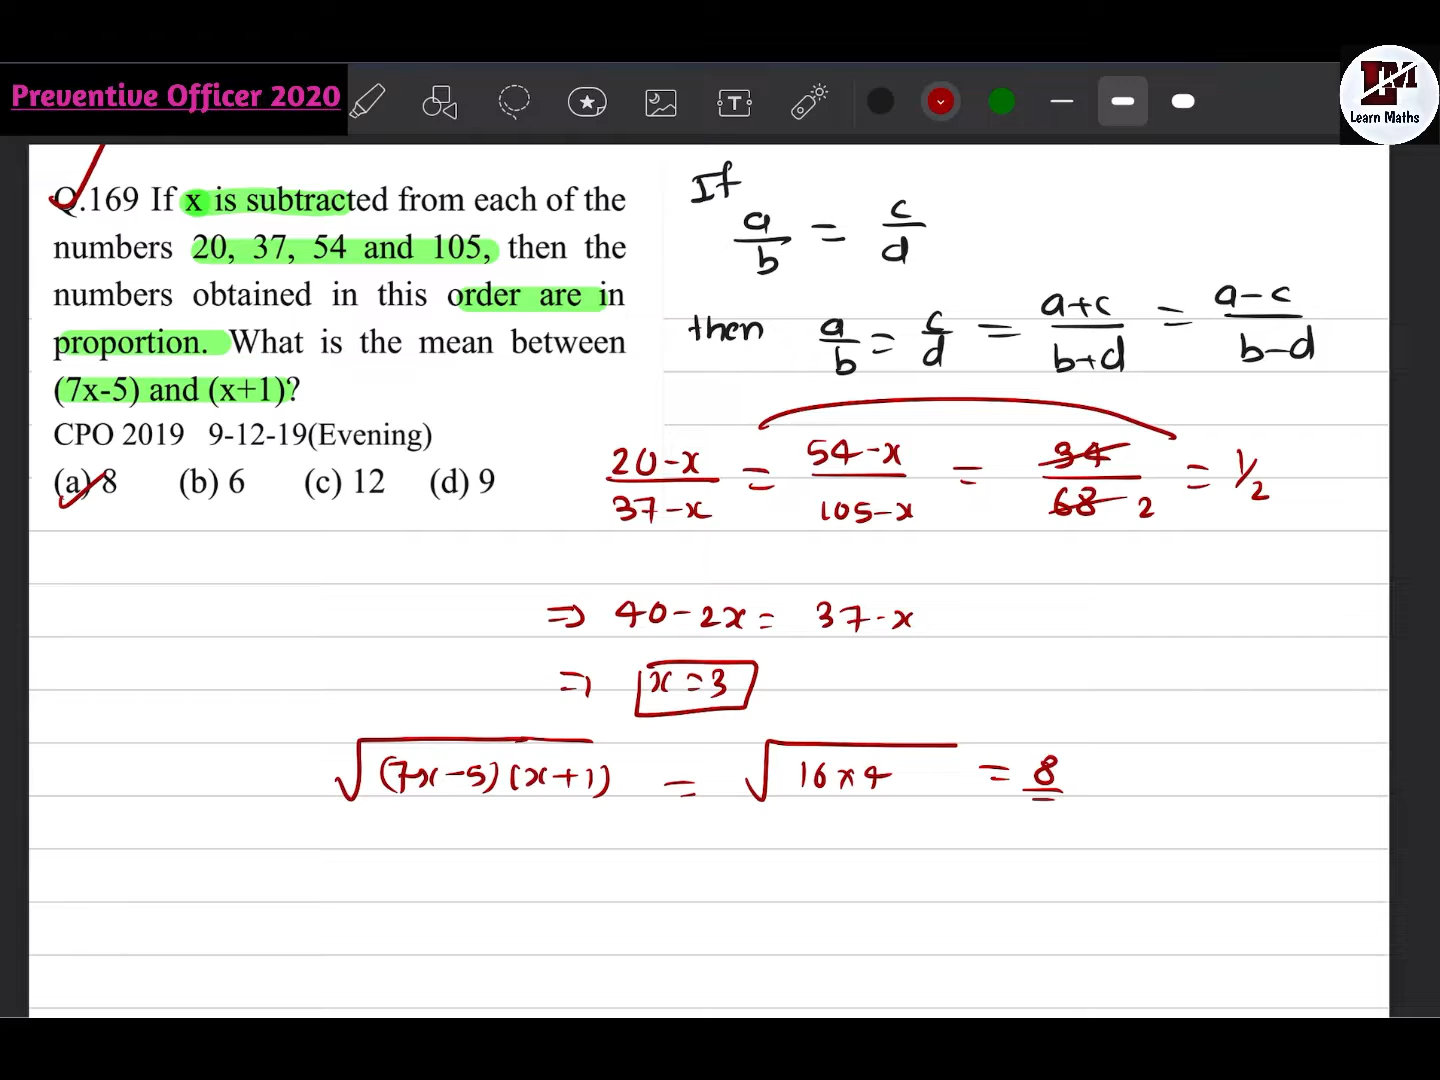 Preventive Officer 2020
LM
Learn Maths
Q.169 If x is subtracted from each of the
numbers 20, 37, 54 and 105, then the
numbers obtained in this order are in
proportion. What is the mean between
(7x-5) and (x+1)?
CPO 2019 9-12-19(Evening)
(a) 8 (b) 6 (c) 12 (d) 9
If
a/b = c/d
then a/b = c/d = a+c/b+d = a-c/b-d
20-x/37-x = 54-x/105-x = 34/68 2 = 1/2
⇒ 40-2x = 37-x
⇒ x=3
√(7x-5)(x+1) = √16×4 = 8